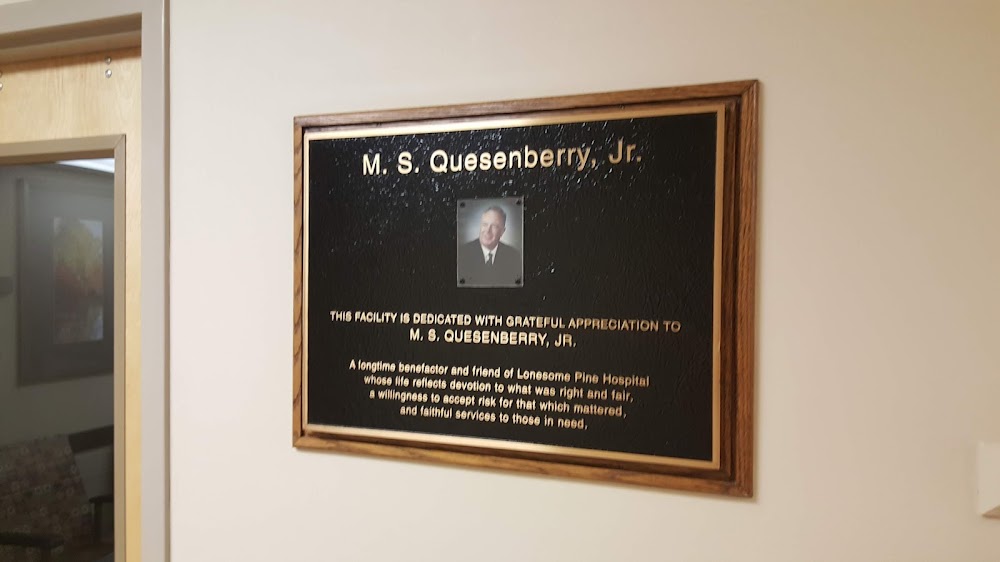 M. S. Quesenberry, Jr.
THIS FACILITY IS DEDICATED WITH GRATEFUL APPRECIATION TO
M. S. QUESENBERRY, JR.
A longtime benefactor and friend of Lonesome Pine Hospital
whose life reflects devotion to what was right and fair,
a willingness to accept risk for that which mattered,
and faithful services to those in need.